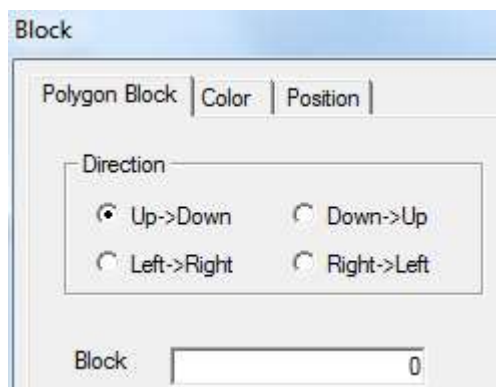 Block
Polygon Block Color Position
Direction
Up->Down Down->Up
Left->Right Right->Left
Block 0